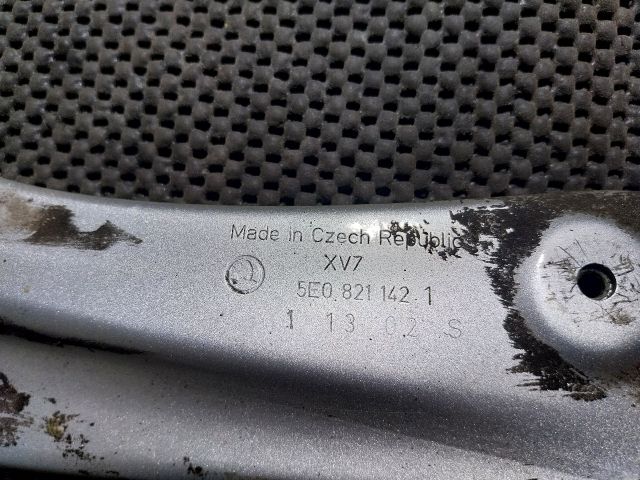 Made in Czech Republic
XV7
5E0.821 142.1
1 13 02 S